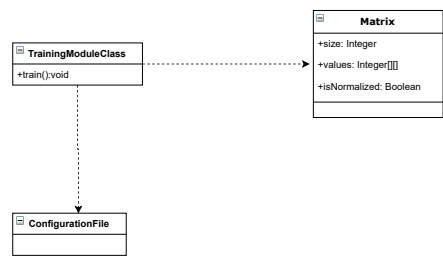 Matrix
+size: Integer
+values: Integer[][]
+isNormalized: Boolean
TrainingModuleClass
+train():void
ConfigurationFile